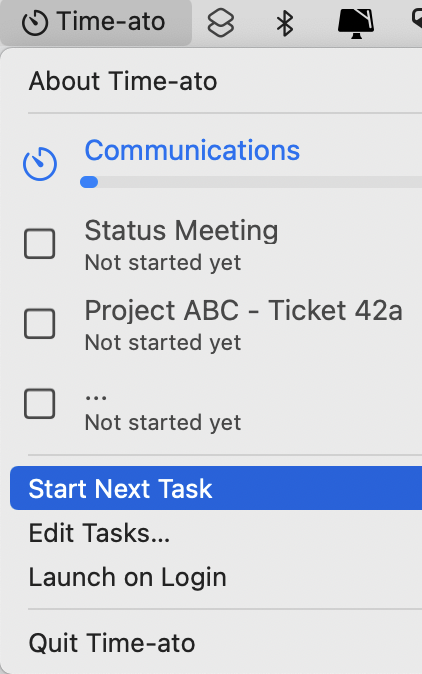 Time-ato
About Time-ato
Communications
Status Meeting
Not started yet
Project ABC - Ticket 42a
Not started yet
...
Not started yet
Start Next Task
Edit Tasks...
Launch on Login
Quit Time-ato